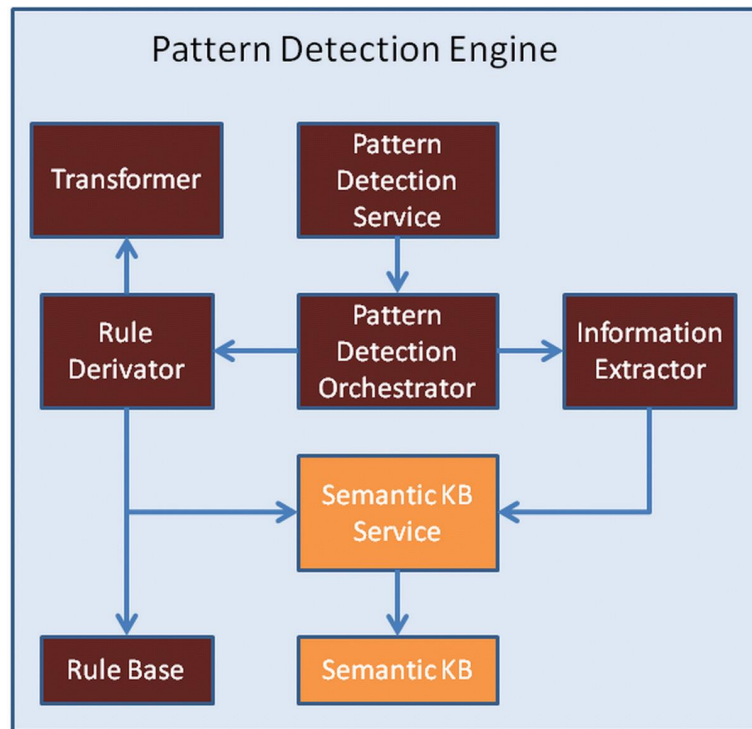 Pattern Detection Engine
Transformer
Pattern
Detection
Service
Rule
Derivator
Pattern
Detection
Orchestrator
Information
Extractor
Semantic KB
Service
Rule Base
Semantic KB